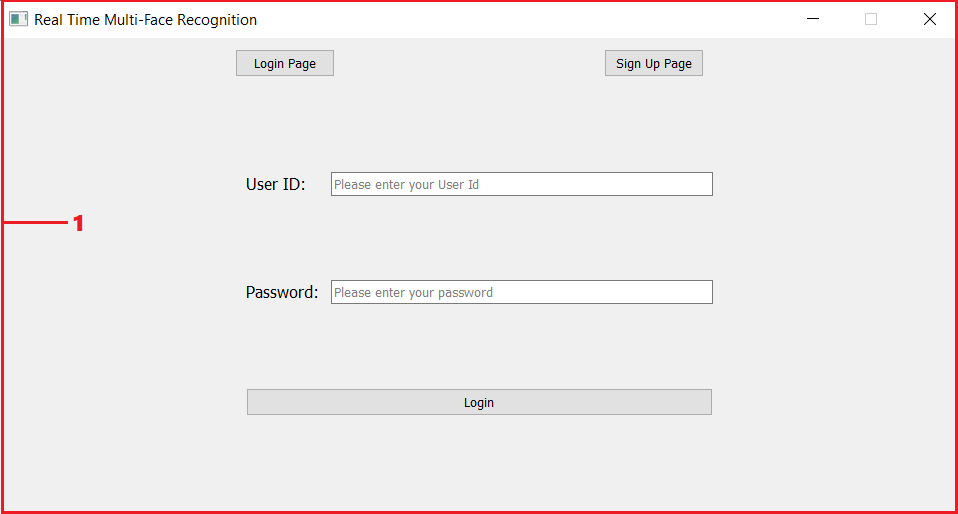 Real Time Multi-Face Recognition
Login Page Sign Up Page
User ID: Please enter your User Id
1
Password: Please enter your password
Login